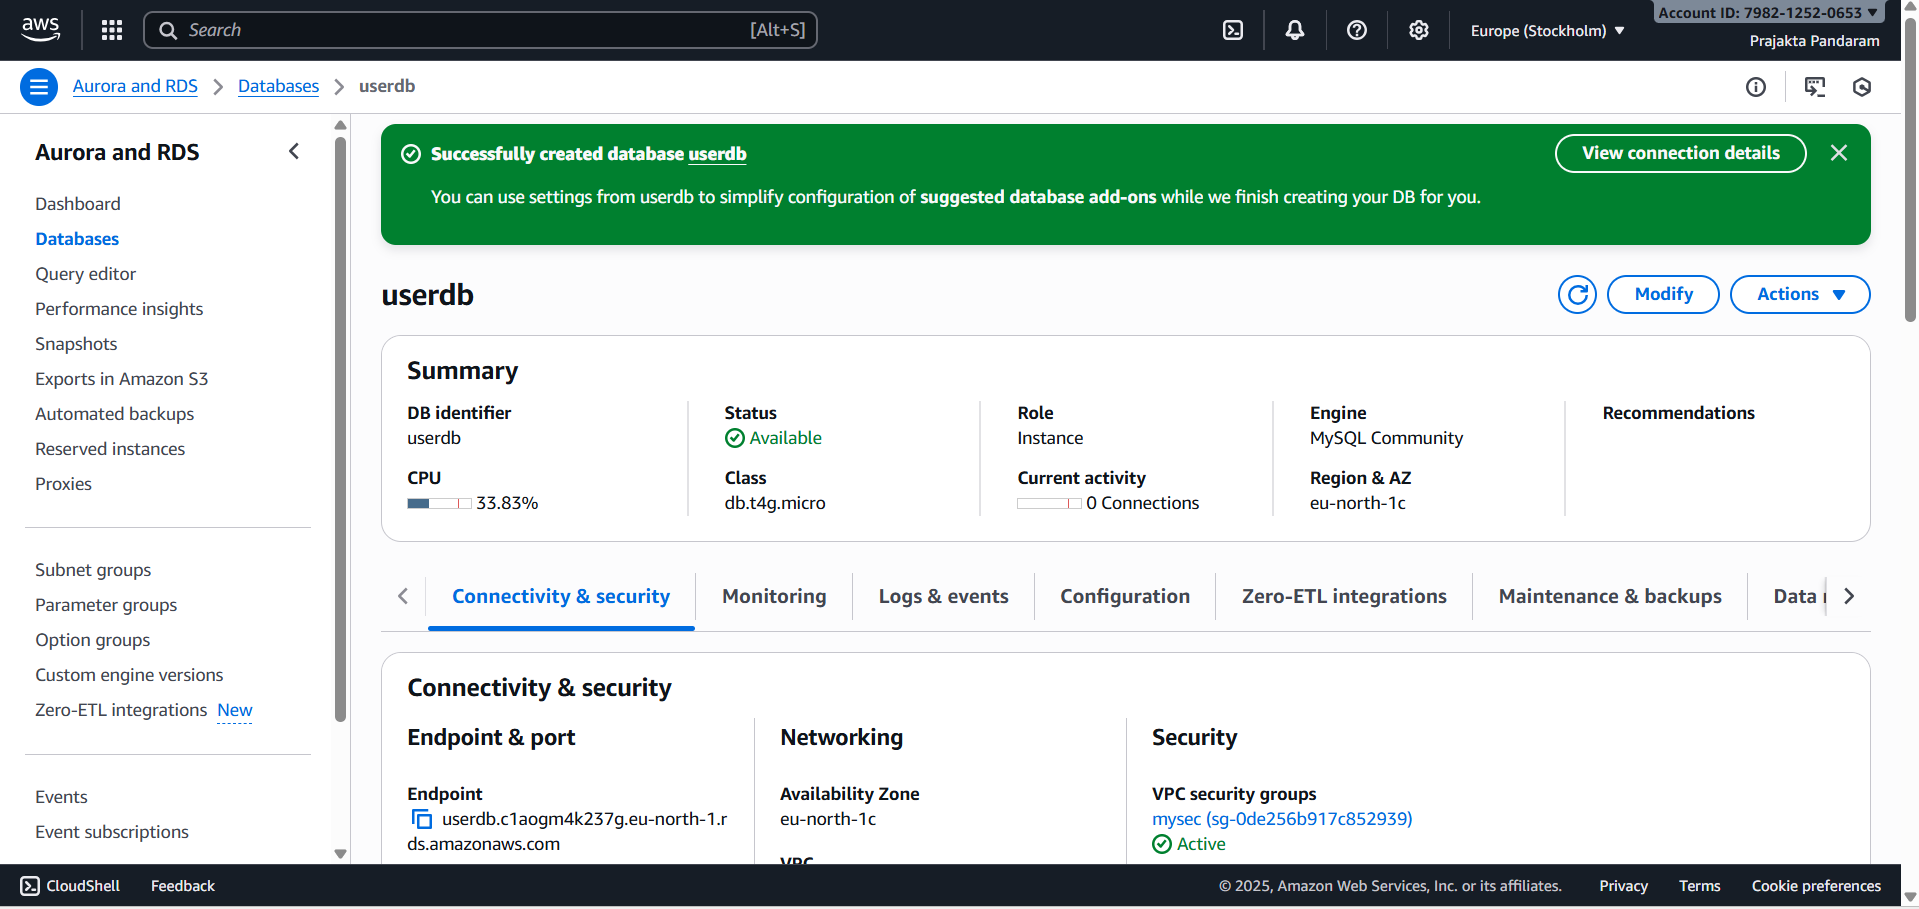 aws
Search [Alt+S]
Europe (Stockholm)
Account ID: 7982-1252-0653
Prajakta Pandaram
Aurora and RDS
Databases
userdb
Aurora and RDS
Dashboard
Databases
Query editor
Performance insights
Snapshots
Exports in Amazon S3
Automated backups
Reserved instances
Proxies
Subnet groups
Parameter groups
Option groups
Custom engine versions
Zero-ETL integrations New
Events
Event subscriptions
Successfully created database userdb
View connection details
You can use settings from userdb to simplify configuration of suggested database add-ons while we finish creating your DB for you.
userdb
Modify
Actions
Summary
DB identifier
userdb
CPU
33.83%
Status
Available
Class
db.t4g.micro
Role
Instance
Current activity
0 Connections
Engine
MySQL Community
Region & AZ
eu-north-1c
Recommendations
Connectivity & security
Monitoring
Logs & events
Configuration
Zero-ETL integrations
Maintenance & backups
Data
Connectivity & security
Endpoint & port
Endpoint
userdb.c1aogm4k237g.eu-north-1.r
ds.amazonaws.com
Networking
Availability Zone
eu-north-1c
VPC
Security
VPC security groups
mysec (sg-0de256b917c852939)
Active
CloudShell
Feedback
© 2025, Amazon Web Services, Inc. or its affiliates.
Privacy
Terms
Cookie preferences